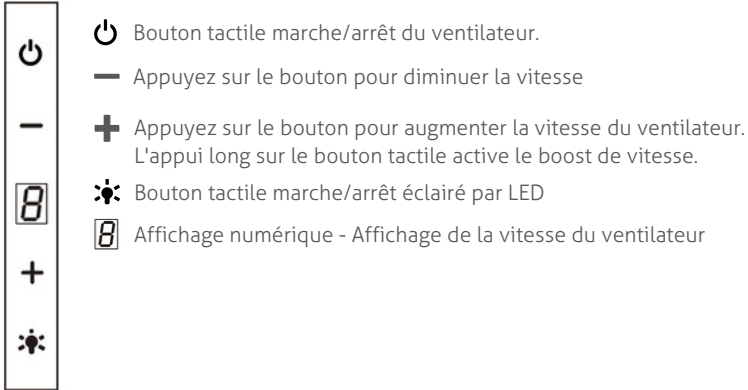 Bouton tactile marche/arrêt du ventilateur.
Appuyez sur le bouton pour diminuer la vitesse
Appuyez sur le bouton pour augmenter la vitesse du ventilateur.
L'appui long sur le bouton tactile active le boost de vitesse.
8
Bouton tactile marche/arrêt éclairé par LED
8 Affichage numérique - Affichage de la vitesse du ventilateur